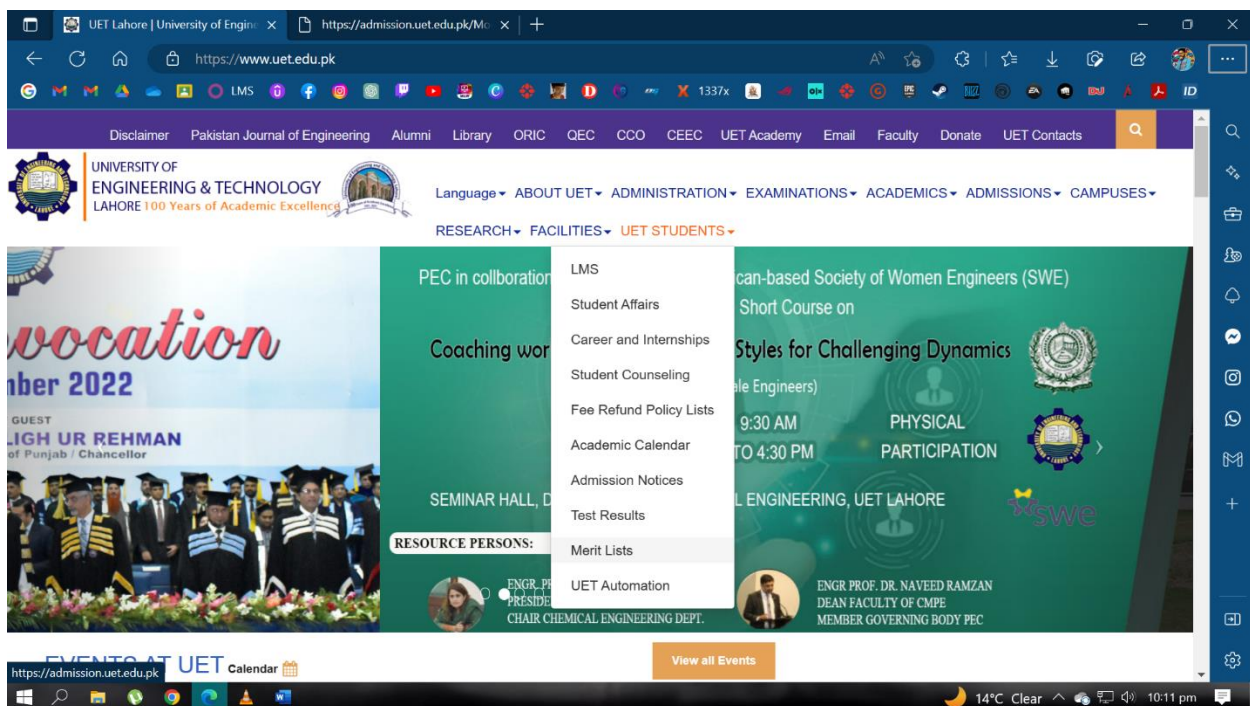 UET Lahore | University of Engine
https://admission.uet.edu.pk/Mo
https://www.uet.edu.pk
LMS
1337x
ID
Disclaimer Pakistan Journal of Engineering Alumni Library ORIC QEC CCO CEEC UET Academy Email Faculty Donate UET Contacts
UNIVERSITY OF
ENGINEERING & TECHNOLOGY
LAHORE 100 Years of Academic Excellence
Language ABOUT UET ADMINISTRATION EXAMINATIONS ACADEMICS ADMISSIONS CAMPUSES
RESEARCH FACILITIES UET STUDENTS
LMS
Student Affairs
Career and Internships
Student Counseling
Fee Refund Policy Lists
Academic Calendar
Admission Notices
Test Results
Merit Lists
UET Automation
vocation
mber 2022
GUEST
LIGH UR REHMAN
of Punjab / Chancellor
PEC in collboration can-based Society of Women Engineers (SWE)
Short Course on
Coaching wor Styles for Challenging Dynamics
ale Engineers)
9:30 AM PHYSICAL
TO 4:30 PM PARTICIPATION
SEMINAR HALL, D L ENGINEERING, UET LAHORE
swe
RESOURCE PERSONS:
ENGR. PR
PRESIDE
CHAIR CHEMICAL ENGINEERING DEPT.
ENGR PROF. DR. NAVEED RAMZAN
DEAN FACULTY OF CMPE
MEMBER GOVERNING BODY PEC
EVENTS AT UET Calendar
View all Events
https://admission.uet.edu.pk
14°C Clear 10:11 pm